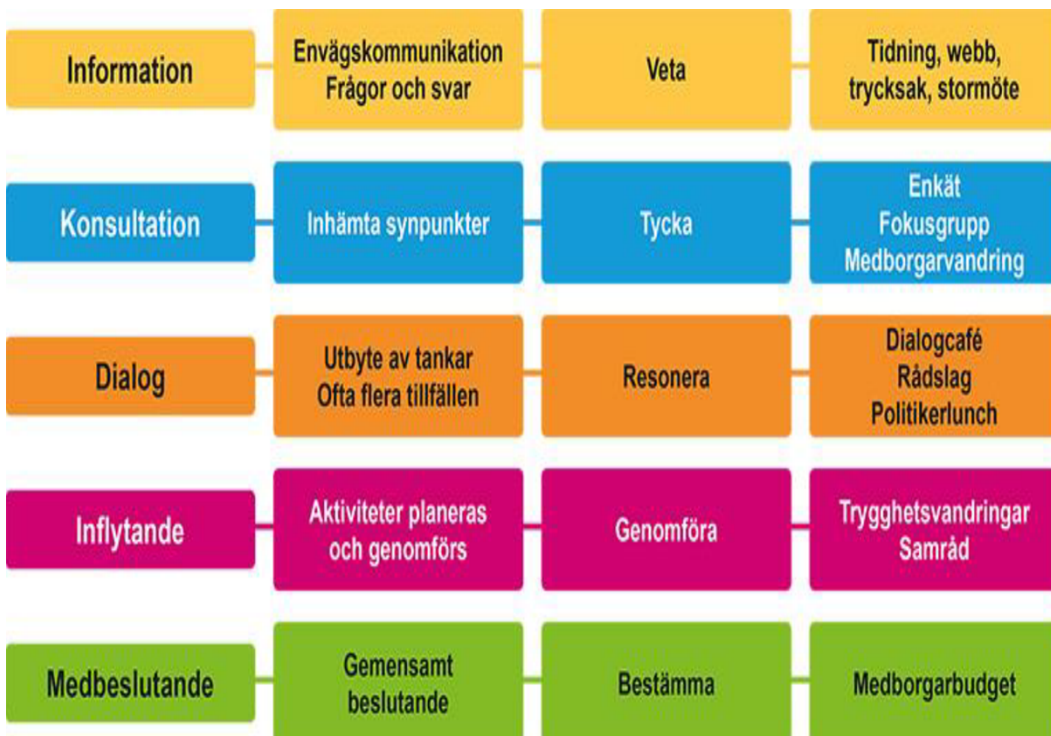 Information
Envägskommunikation
Frågor och svar
Veta
Tidning, webb,
trycksak, stormöte
Konsultation
Inhämta synpunkter
Tycka
Enkät
Fokusgrupp
Medborgarvandring
Dialog
Utbyte av tankar
Ofta flera tillfällen
Resonera
Dialogcafé
Rådslag
Politikerlunch
Inflytande
Aktiviteter planeras
och genomförs
Genomföra
Trygghetsvandringar
Samråd
Medbeslutande
Gemensamt
beslutande
Bestämma
Medborgarbudget